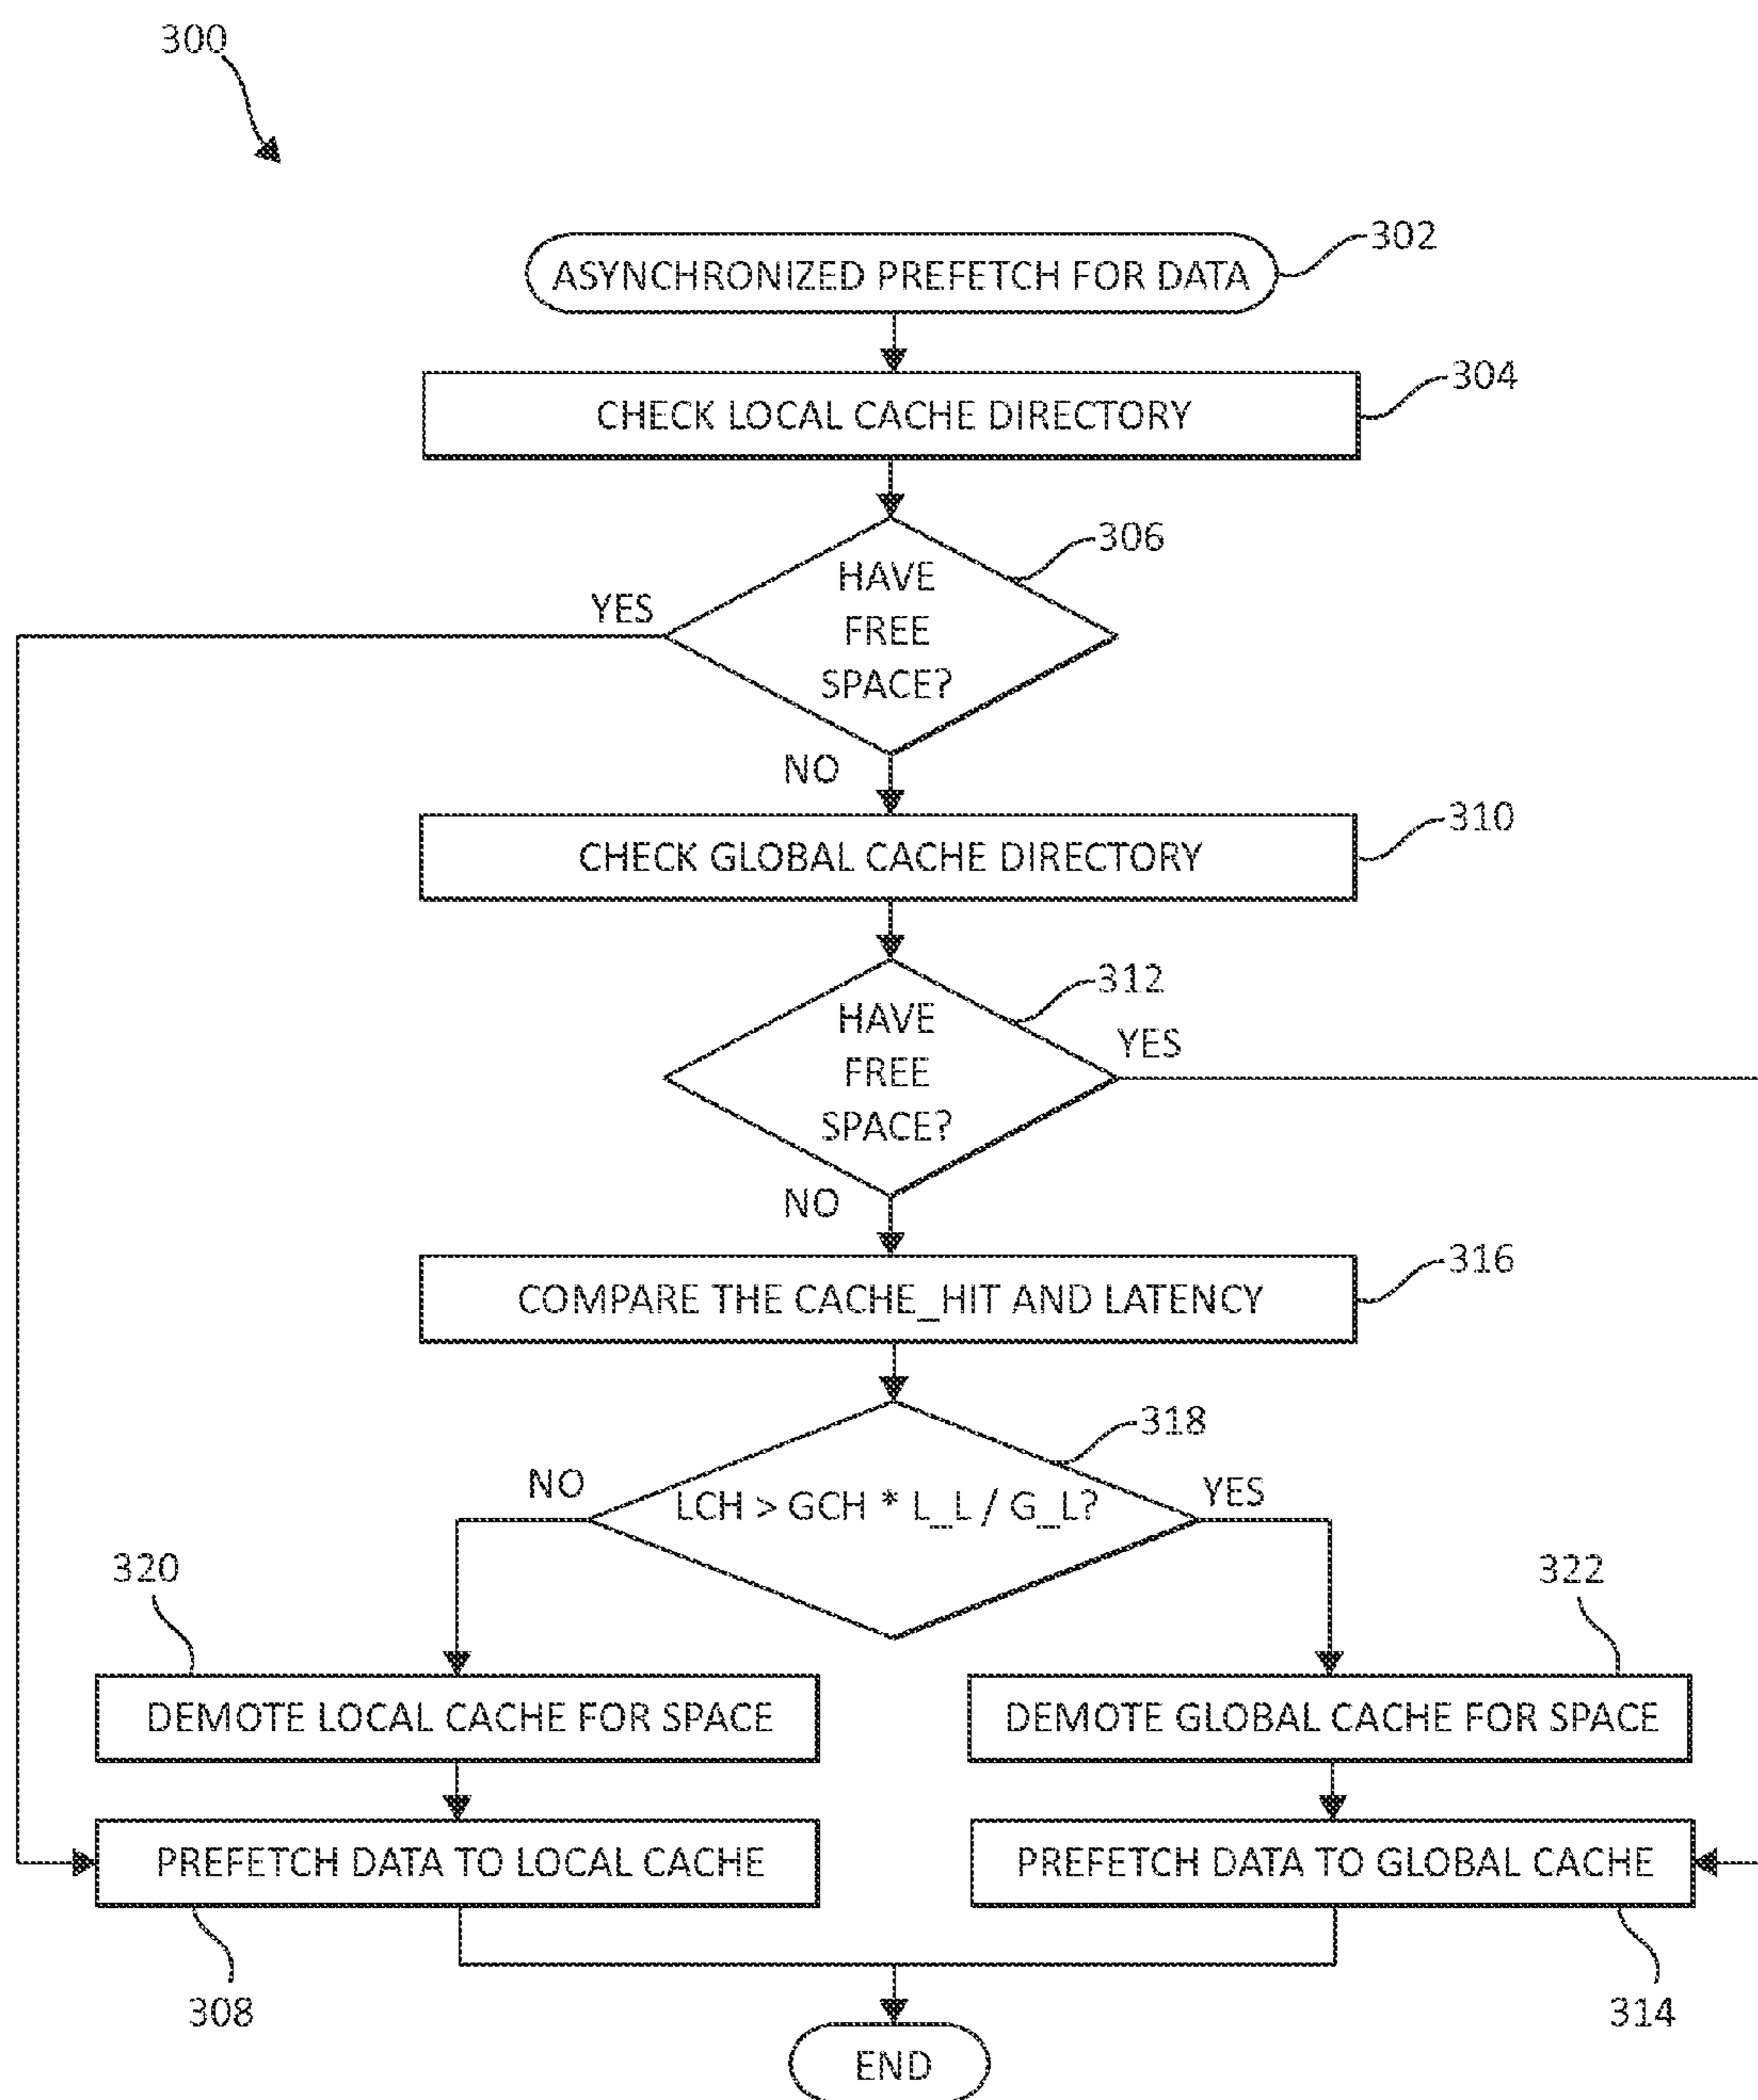 300
302
ASYNCHRONIZED PREFETCH FOR DATA
304
CHECK LOCAL CACHE DIRECTORY
306
HAVE
FREE
SPACE?
YES
NO
310
CHECK GLOBAL CACHE DIRECTORY
312
HAVE
FREE
SPACE?
YES
NO
316
COMPARE THE CACHE_HIT AND LATENCY
318
NO
LCH > GCH * L_L / G_L?
YES
320
322
DEMOTE LOCAL CACHE FOR SPACE
DEMOTE GLOBAL CACHE FOR SPACE
PREFETCH DATA TO LOCAL CACHE
PREFETCH DATA TO GLOBAL CACHE
308
314
END